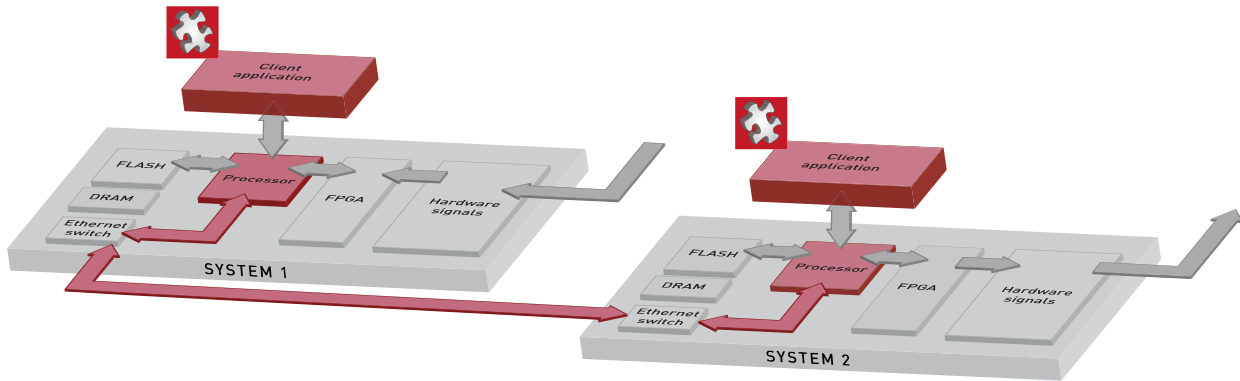 Client
application
FLASH
Processor
DRAM
FPGA
Hardware
signals
Ethernet
switch
SYSTEM 1
Client
application
FLASH
Processor
DRAM
FPGA
Hardware
signals
Ethernet
switch
SYSTEM 2